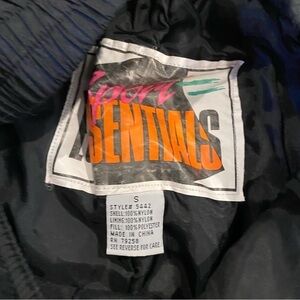 Sport
ESSENTIALS
S
STYLE# 5442
SHELL:100%NYLON
LINING:100%NYLON
FILL: 100%POLYESTER
MADE IN CHINA
RN 79258
SEE REVERSE FOR CARE